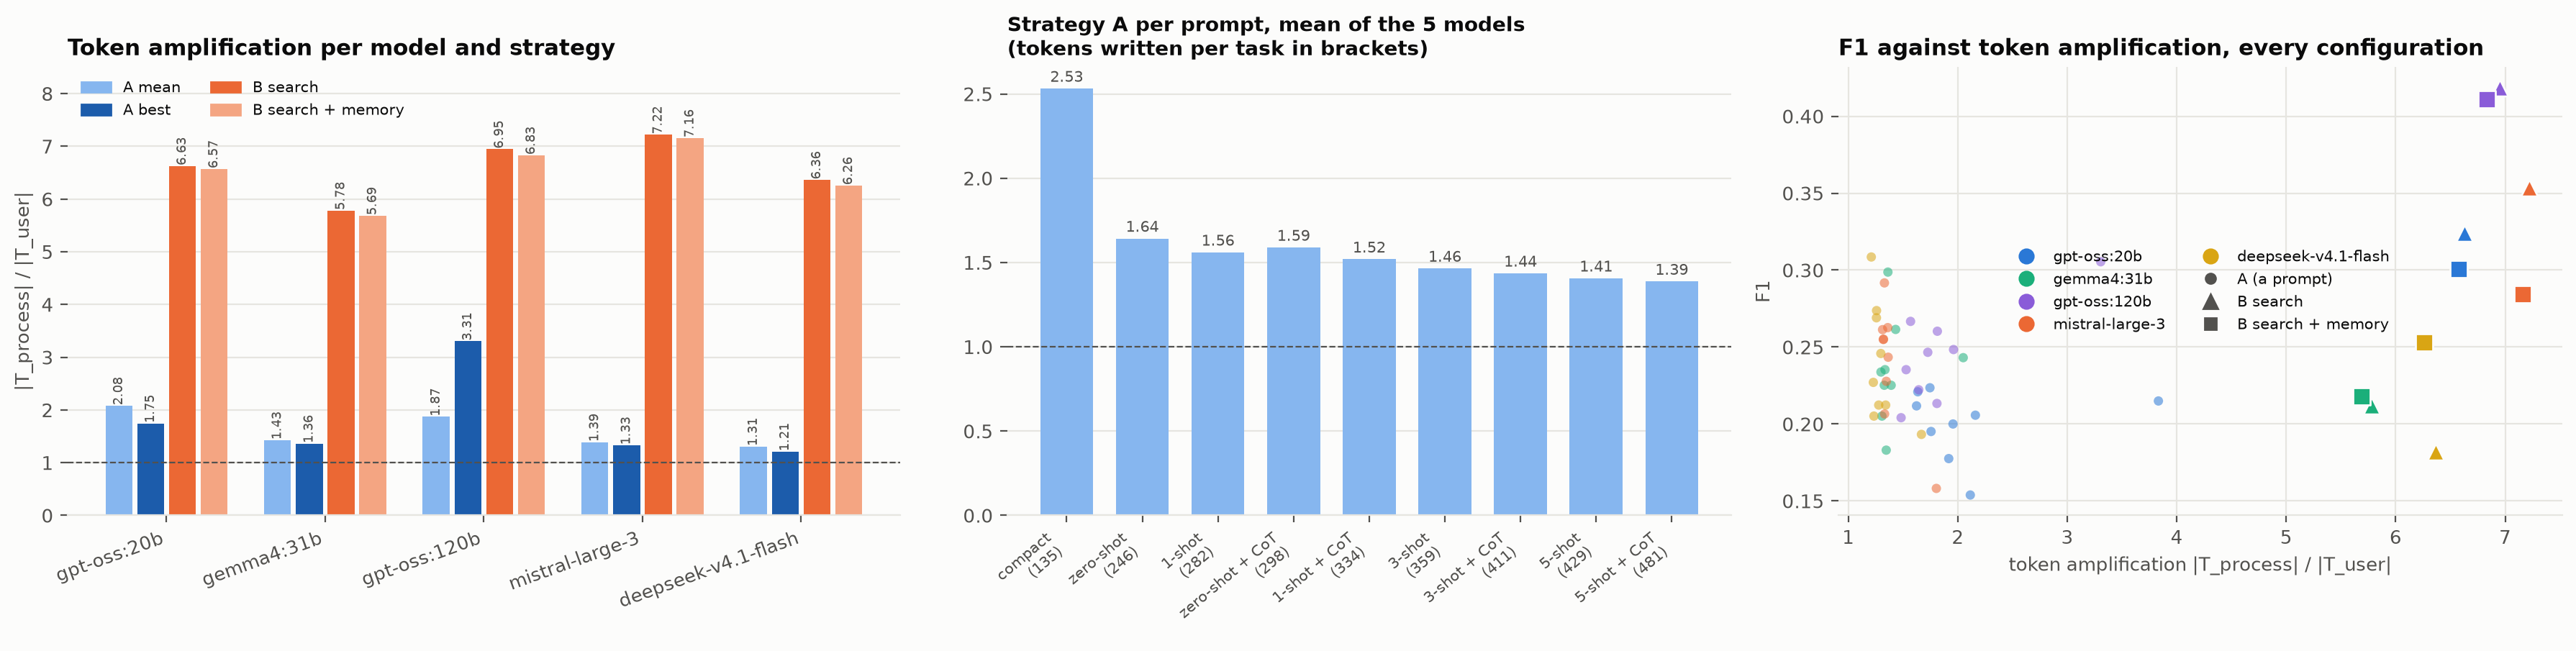 Token amplification per model and strategy
A mean
A best
B search
B search + memory
|T_process| / |T_user|
8
7
6
5
4
3
2
1
0
2.08
1.75
6.63
6.57
1.43
1.36
5.78
5.69
1.87
3.31
6.95
6.83
1.39
1.33
7.22
7.16
1.31
1.21
6.36
6.26
gpt-oss:20b
gemma4:31b
gpt-oss:120b
mistral-large-3
deepseek-v4.1-flash
Strategy A per prompt, mean of the 5 models
(tokens written per task in brackets)
2.5
2.0
1.5
1.0
0.5
0.0
2.53
1.64
1.56
1.59
1.52
1.46
1.44
1.41
1.39
compact
(135)
zero-shot
(246)
1-shot
(282)
zero-shot + CoT
(298)
1-shot + CoT
(334)
3-shot
(359)
3-shot + CoT
(411)
5-shot
(429)
5-shot + CoT
(481)
F1 against token amplification, every configuration
F1
0.40
0.35
0.30
0.25
0.20
0.15
gpt-oss:20b
gemma4:31b
gpt-oss:120b
mistral-large-3
deepseek-v4.1-flash
A (a prompt)
B search
B search + memory
1 2 3 4 5 6 7
token amplification |T_process| / |T_user|